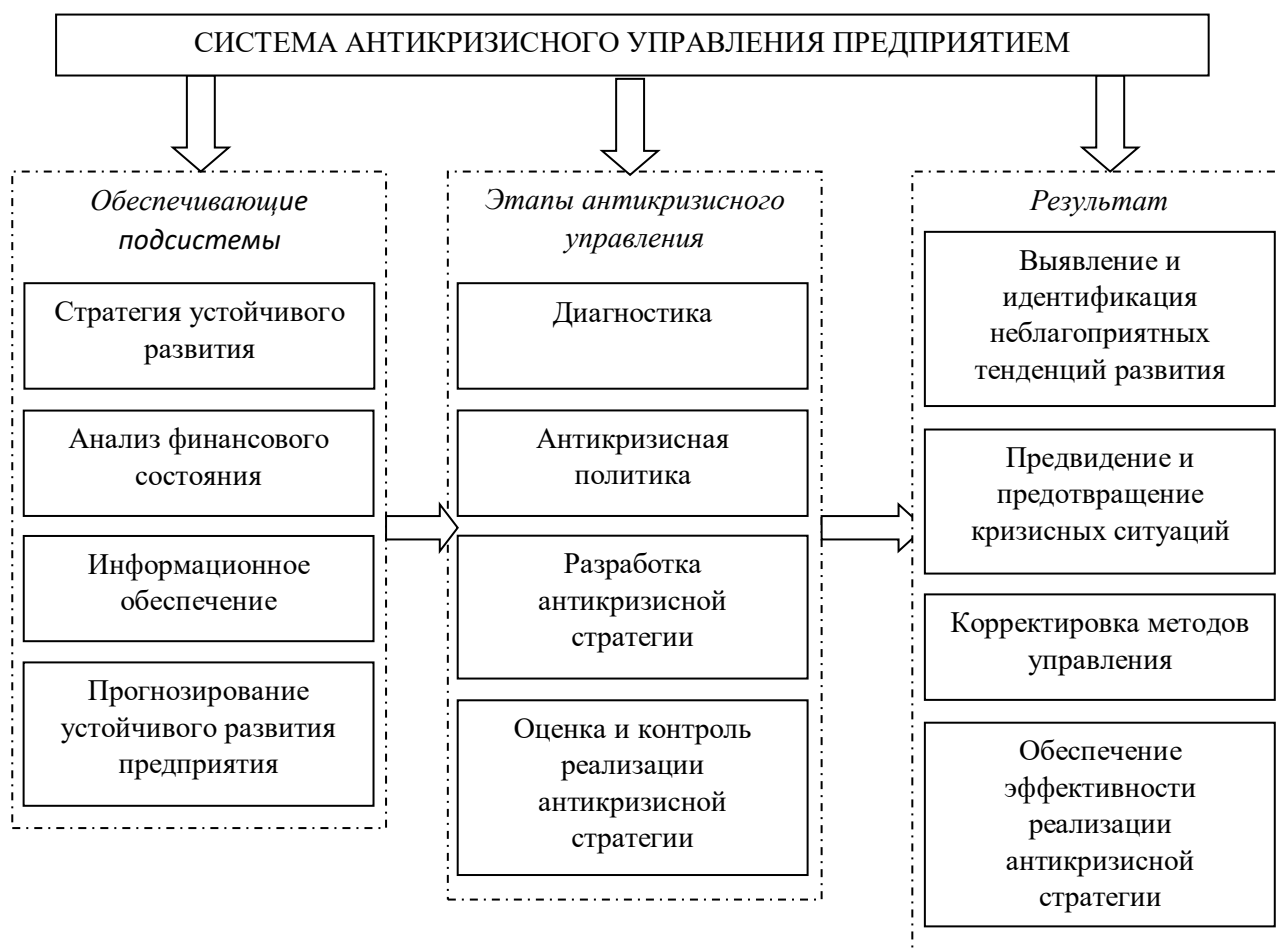 СИСТЕМА АНТИКРИЗИСНОГО УПРАВЛЕНИЯ ПРЕДПРИЯТИЕМ
Обеспечивающие
подсистемы
Стратегия устойчивого
развития
Анализ финансового
состояния
Информационное
обеспечение
Прогнозирование
устойчивого развития
предприятия
Этапы антикризисного
управления
Диагностика
Антикризисная
политика
Разработка
антикризисной
стратегии
Оценка и контроль
реализации
антикризисной
стратегии
Результат
Выявление и
идентификация
неблагоприятных
тенденций развития
Предвидение и
предотвращение
кризисных ситуаций
Корректировка методов
управления
Обеспечение
эффективности
реализации
антикризисной
стратегии